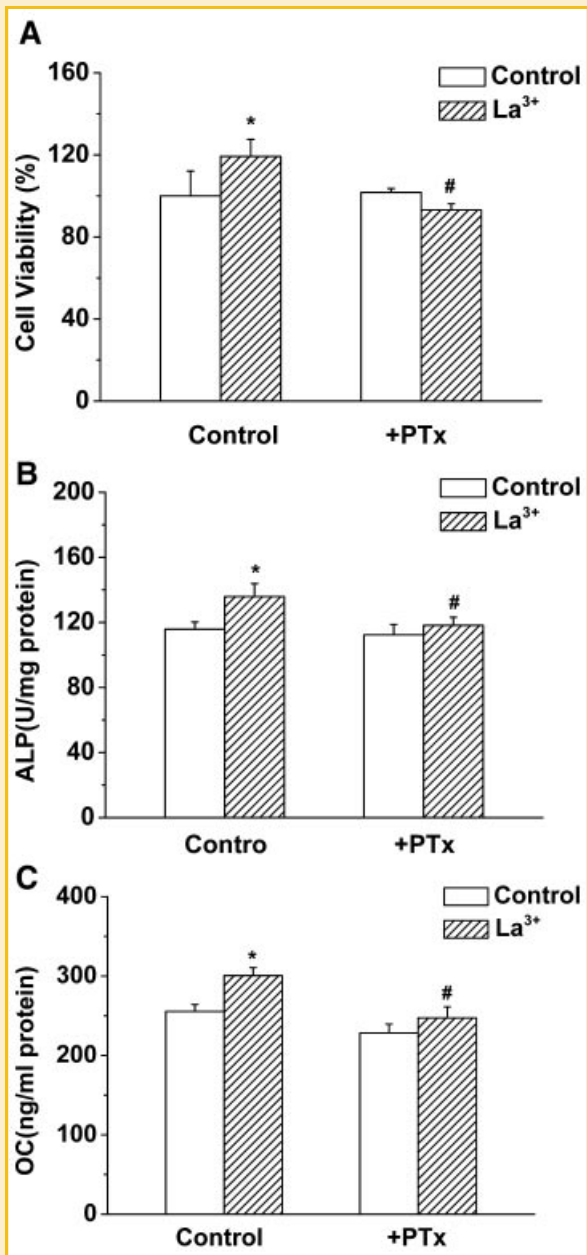 A
160
Control
La³⁺
*
120
#
80
40
0
Cell Viability (%)
Control +PTx
B
200
Control
La³⁺
160
*
120
#
80
40
0
ALP(U/mg protein)
Contro +PTx
C
400
Control
La³⁺
300
*
#
200
100
0
OC(ng/ml protein)
Control +PTx